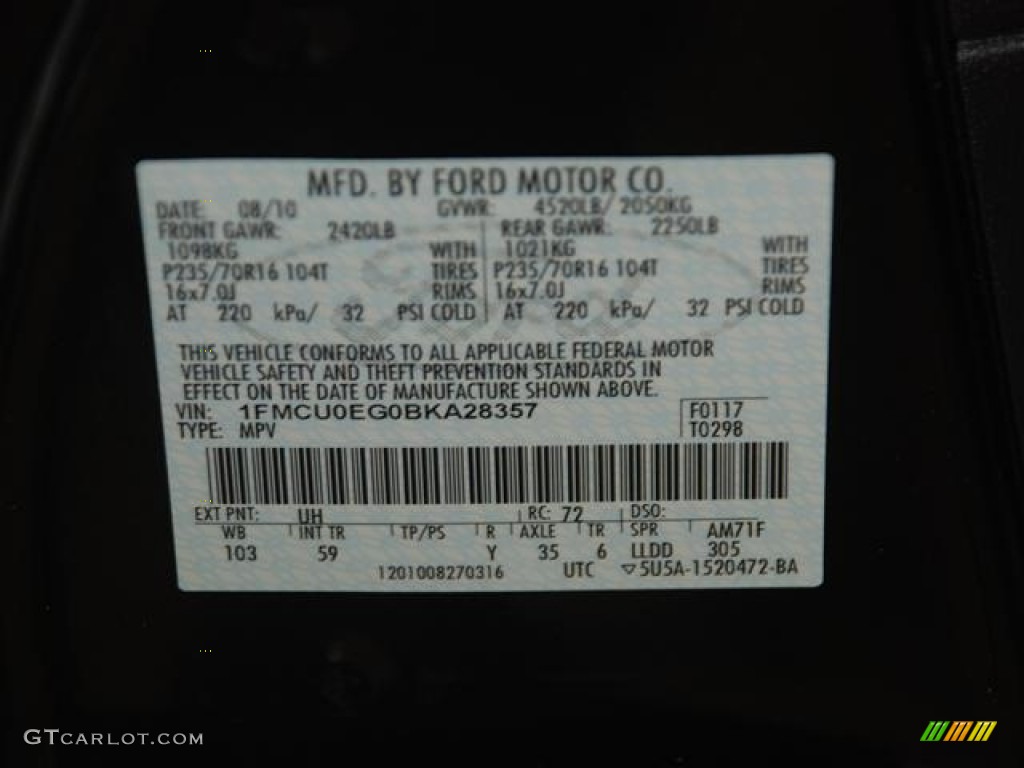 MFD. BY FORD MOTOR CO.
DATE: 08/10 GVWR: 4520LB/ 2050KG
FRONT GAWR: 2420LB REAR GAWR: 2250LB
1098KG WITH 1021KG WITH
P235/70R16 104T TIRES P235/70R16 104T TIRES
16x7.0J RIMS 16x7.0J RIMS
AT 220 kPa/ 32 PSI COLD AT 220 kPa/ 32 PSI COLD
THIS VEHICLE CONFORMS TO ALL APPLICABLE FEDERAL MOTOR
VEHICLE SAFETY AND THEFT PREVENTION STANDARDS IN
EFFECT ON THE DATE OF MANUFACTURE SHOWN ABOVE.
VIN: 1FMCU0EG0BKA28357 F0117
TYPE: MPV T0298
EXT PNT: UH RC: 72 DSO:
WB INT TR TP/PS R AXLE TR SPR AM71F
103 59 Y 35 6 LLDD 305
1201008270316 UTC ▽5U5A-1520472-BA
GTCARLOT.COM